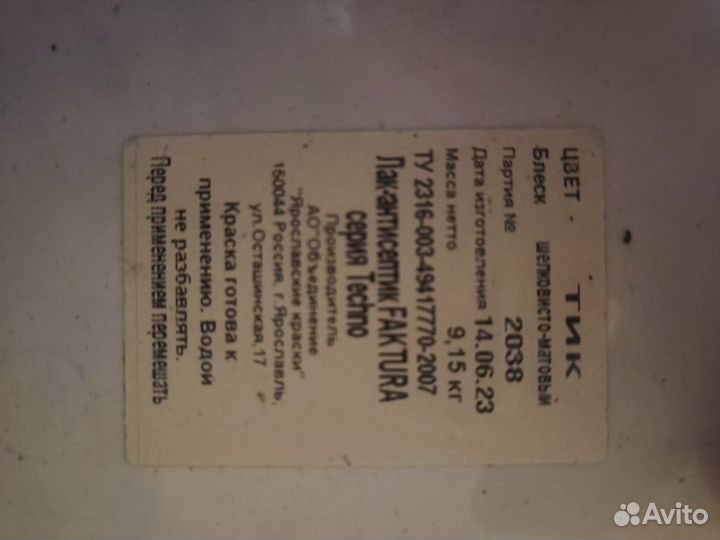 ЦВЕТ - ТИК
Блеск шелковисто-матовый
Партия № 2038
Дата изготовления 14.06.23
Масса нетто 9,15 кг
ТУ 2316-003-49417770-2007
Лак-антисептик FAKTURA
серия Techno
Производитель
АО "Объединение
"Ярославские краски"
150044 Россия, г.Ярославль,
ул.Осташинская,17
Краска готова к
применению. Водой
не разбавлять.
Перед применением перемешать
Avito